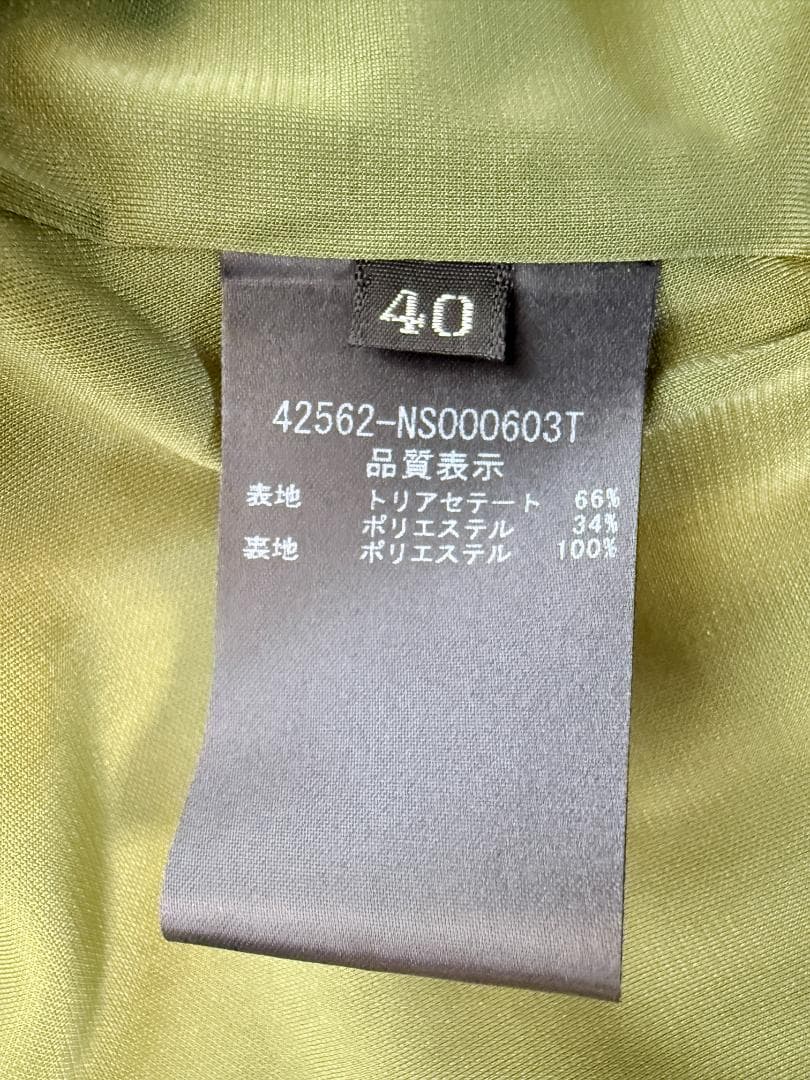 40
42562-NS000603T
品質表示
表地 トリアセテート 66%
ポリエステル 34%
裏地 ポリエステル 100%